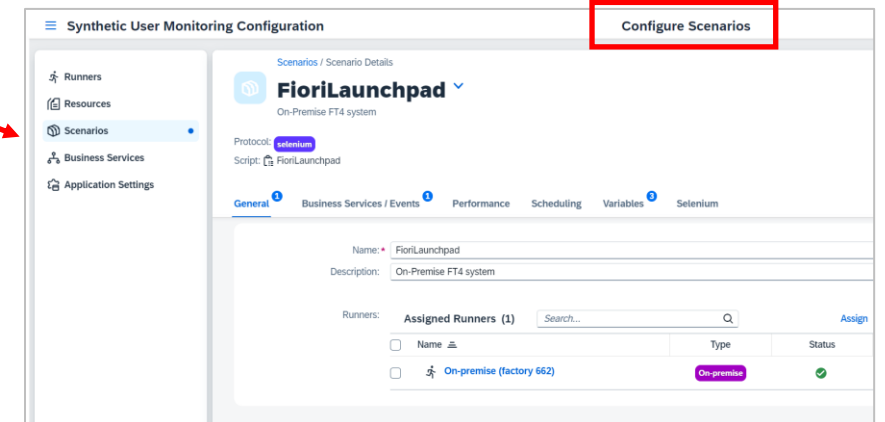 Synthetic User Monitoring Configuration
Configure Scenarios
Runners
Resources
Scenarios
Business Services
Application Settings
Scenarios / Scenario Details
FioriLaunchpad
On-Premise FT4 system
Protocol: selenium
Script: FioriLaunchpad
General 1 Business Services / Events 1 Performance Scheduling Variables 3 Selenium
Name:* FioriLaunchpad
Description: On-Premise FT4 system
Runners: Assigned Runners (1) Search... Assign
Name Type Status
On-premise (factory 662) On-premise